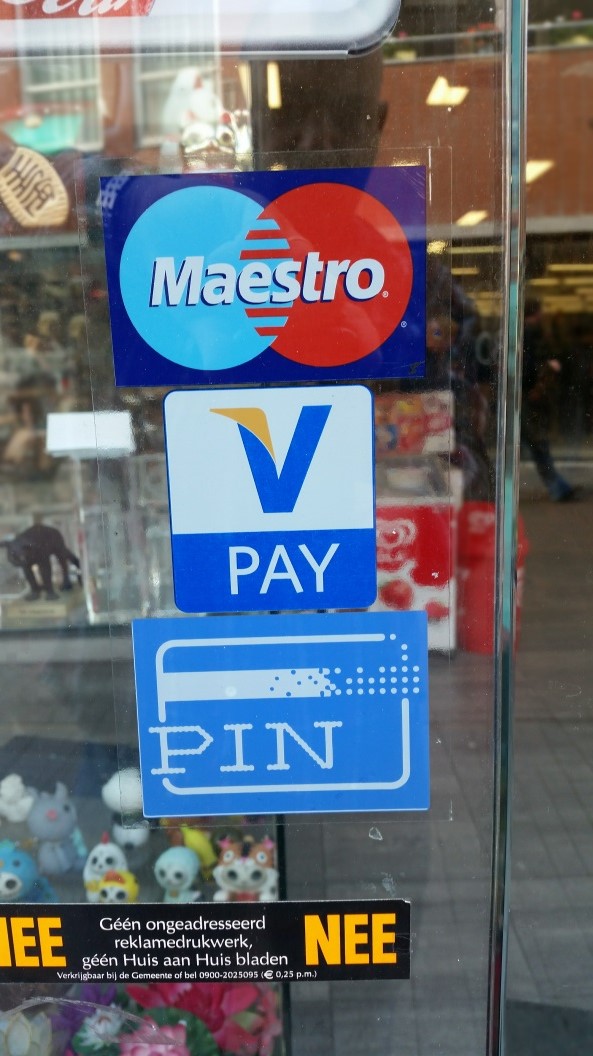 Maestro
V
PAY
PIN
NEE
Géén ongeadresseerd
reklamedrukwerk,
géén Huis aan Huis bladen
NEE
Verkrijgbaar bij de Gemeente of bel 0900-2025095 (€ 0,25 p.m.)